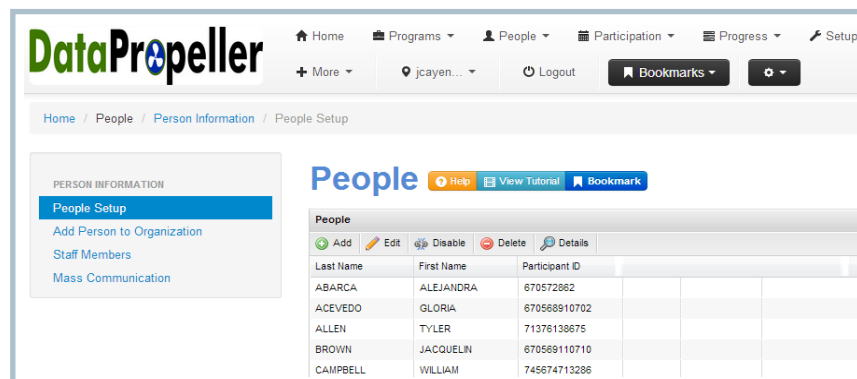 DataPropeller
Home Programs People Participation Progress Setup
More jcayen... Logout Bookmarks
Home / People / Person Information / People Setup
PERSON INFORMATION
People Setup
Add Person to Organization
Staff Members
Mass Communication
People Help View Tutorial Bookmark
People
Add Edit Disable Delete Details
Last Name First Name Participant ID
ABARCA ALEJANDRA 670572862
ACEVEDO GLORIA 670568910702
ALLEN TYLER 71376138675
BROWN JACQUELIN 670569110710
CAMPBELL WILLIAM 745674713286